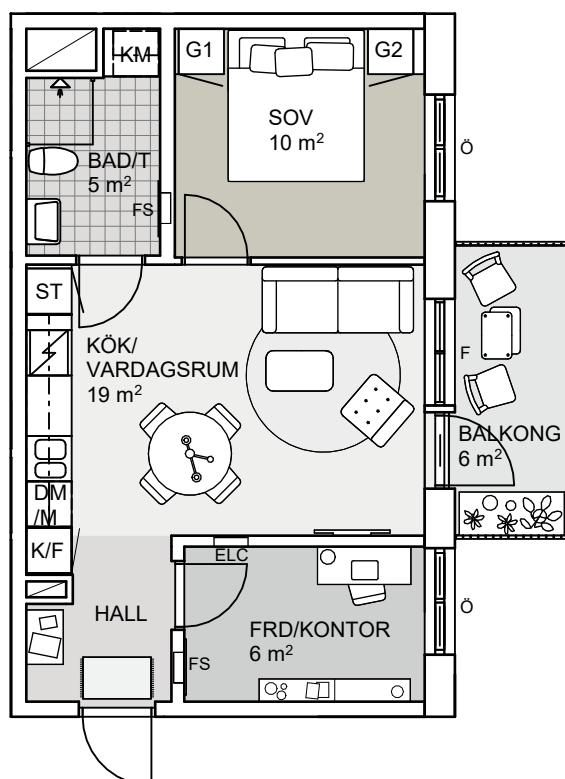 KM
G1
G2
SOV
10 m²
Ö
BAD/T
5 m²
FS
ST
KÖK/
VARDAGSRUM
19 m²
F
BALKONG
6 m²
DM
/M
K/F
ELC
HALL
FRD/KONTOR
6 m²
Ö
FS